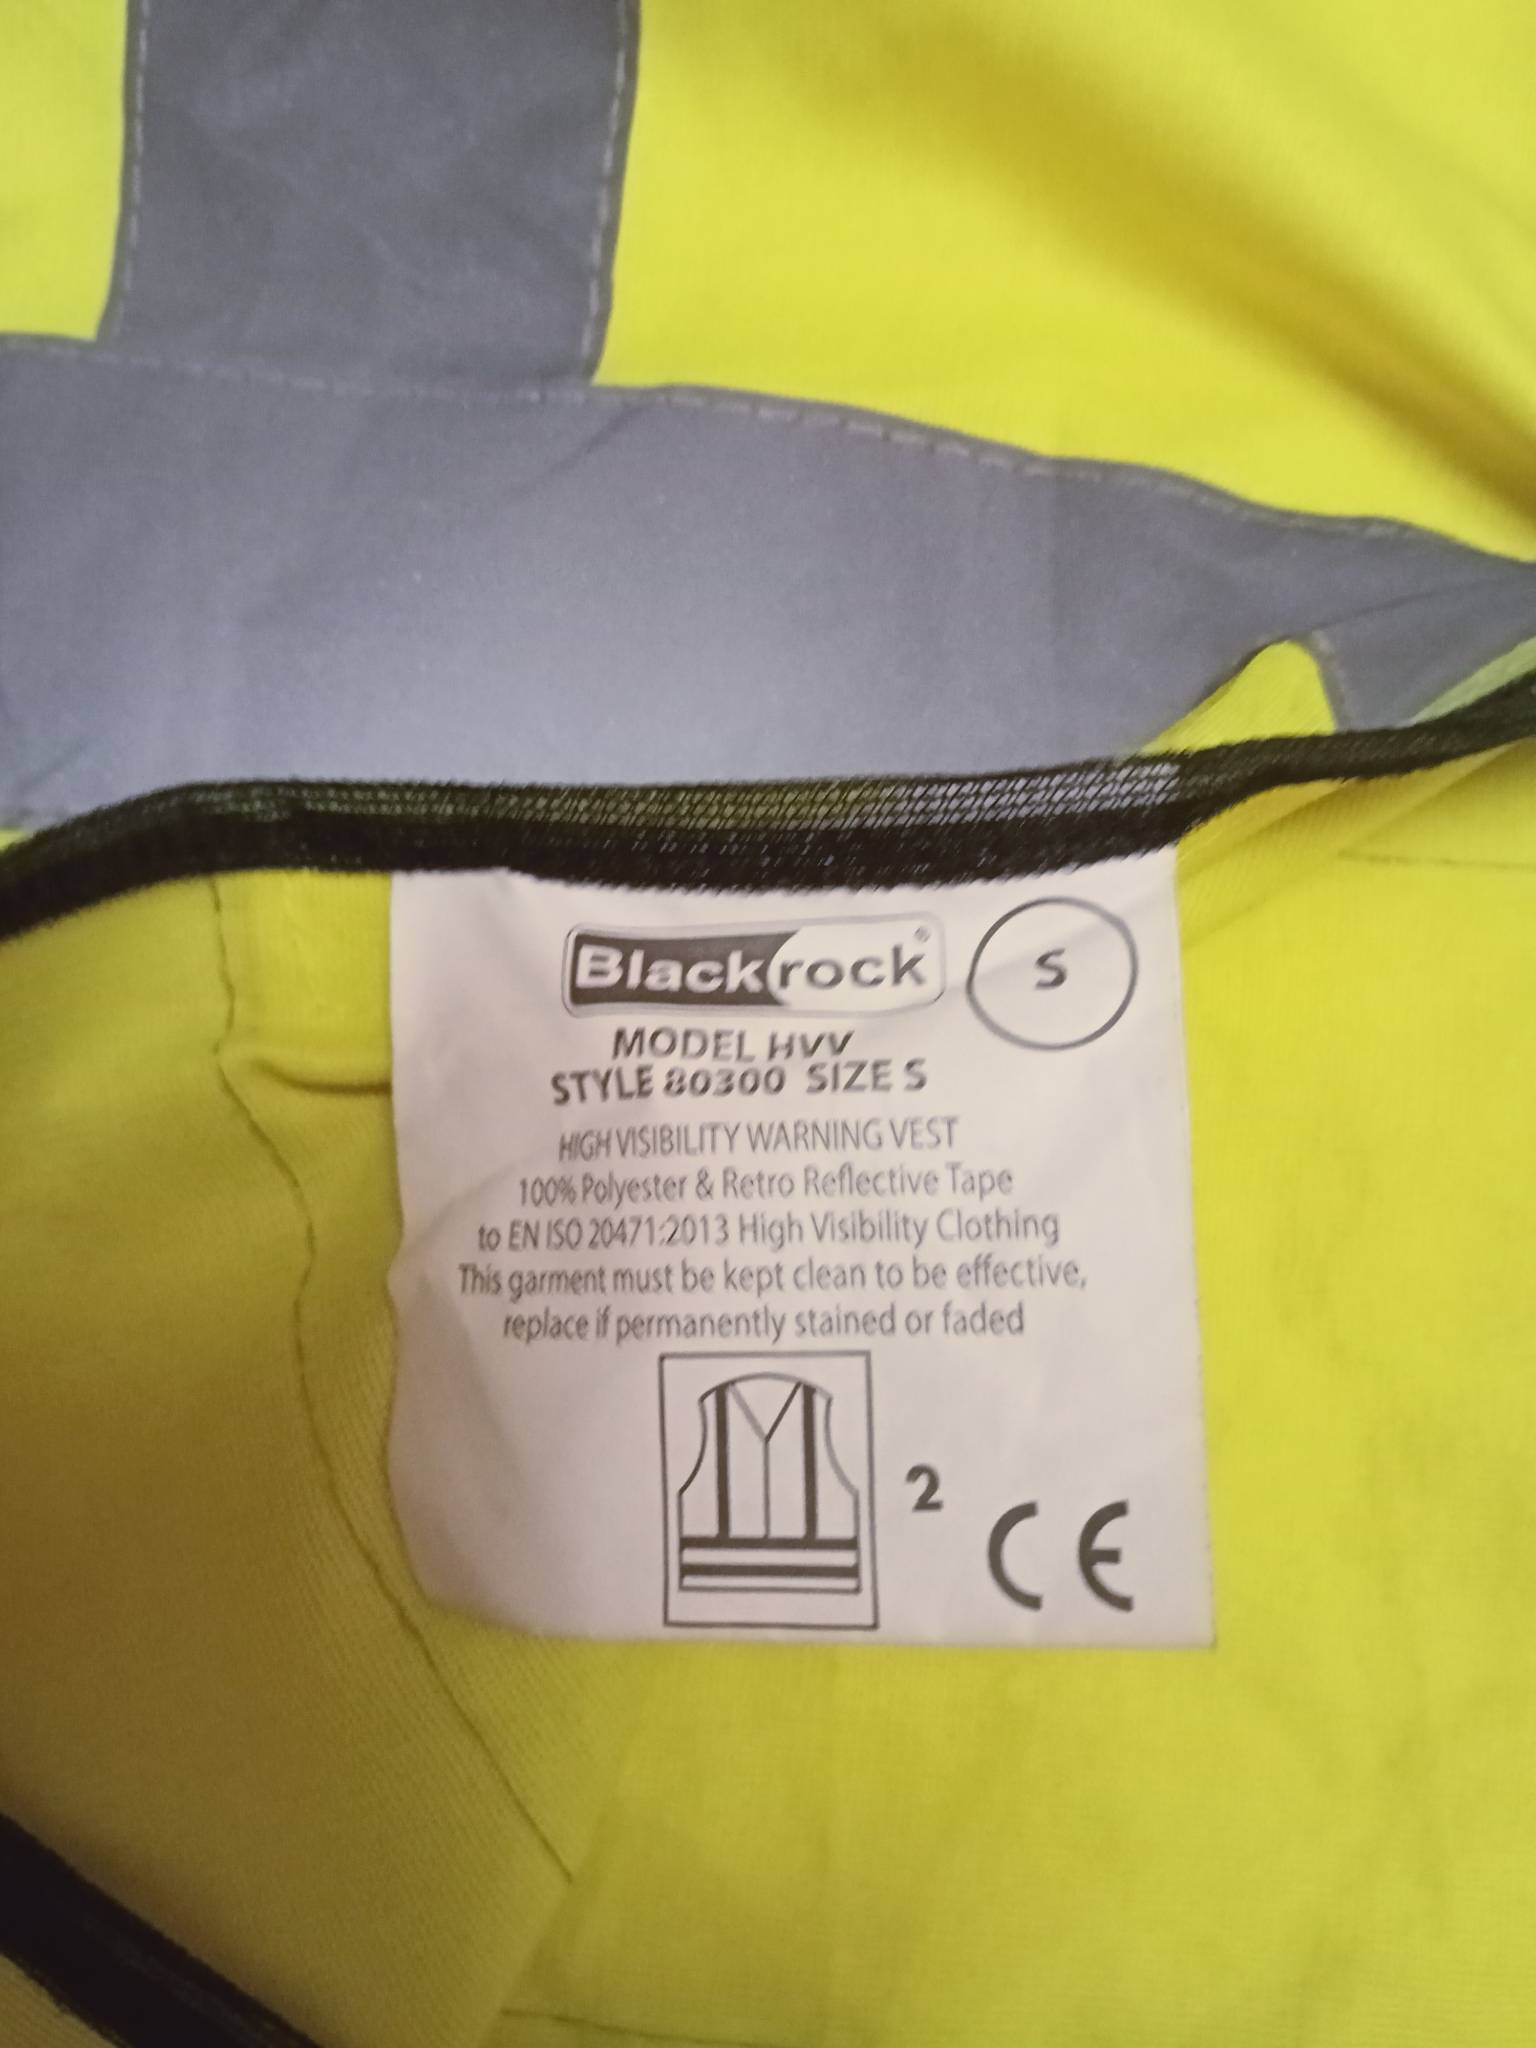 Blackrock® S
MODEL HVV
STYLE 80300 SIZE S
HIGH VISIBILITY WARNING VEST
100% Polyester & Retro Reflective Tape
to EN ISO 20471:2013 High Visibility Clothing
This garment must be kept clean to be effective,
replace if permanently stained or faded
2
CE